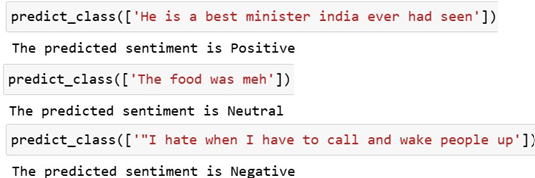 predict_class(['He is a best minister india ever had seen'])
The predicted sentiment is Positive
predict_class(['The food was meh'])
The predicted sentiment is Neutral
predict_class(['"I hate when I have to call and wake people up'])
The predicted sentiment is Negative